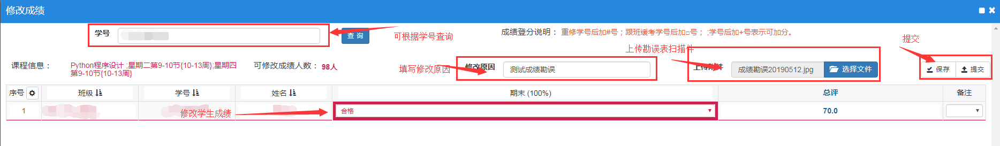 修改成绩
学号
查 询
可根据学号查询
成绩登分说明： 重修学号后加#号；跟班缓考学号后加□号； ;学号后加+号表示可加分。
提交
上传勘误表扫描件
课程信息：
Python程序设计 ;星期二第9-10节{10-13周};星期四
第9-10节{10-13周}
可修改成绩人数： 98人
填写修改原因
修改原因
测试成绩勘误
上传附件
成绩勘误20190512.jpg
选择文件
保存
提交
序号 班级 学号 姓名 期末 (100%) 总评 备注
1 修改学生成绩 合格 70.0